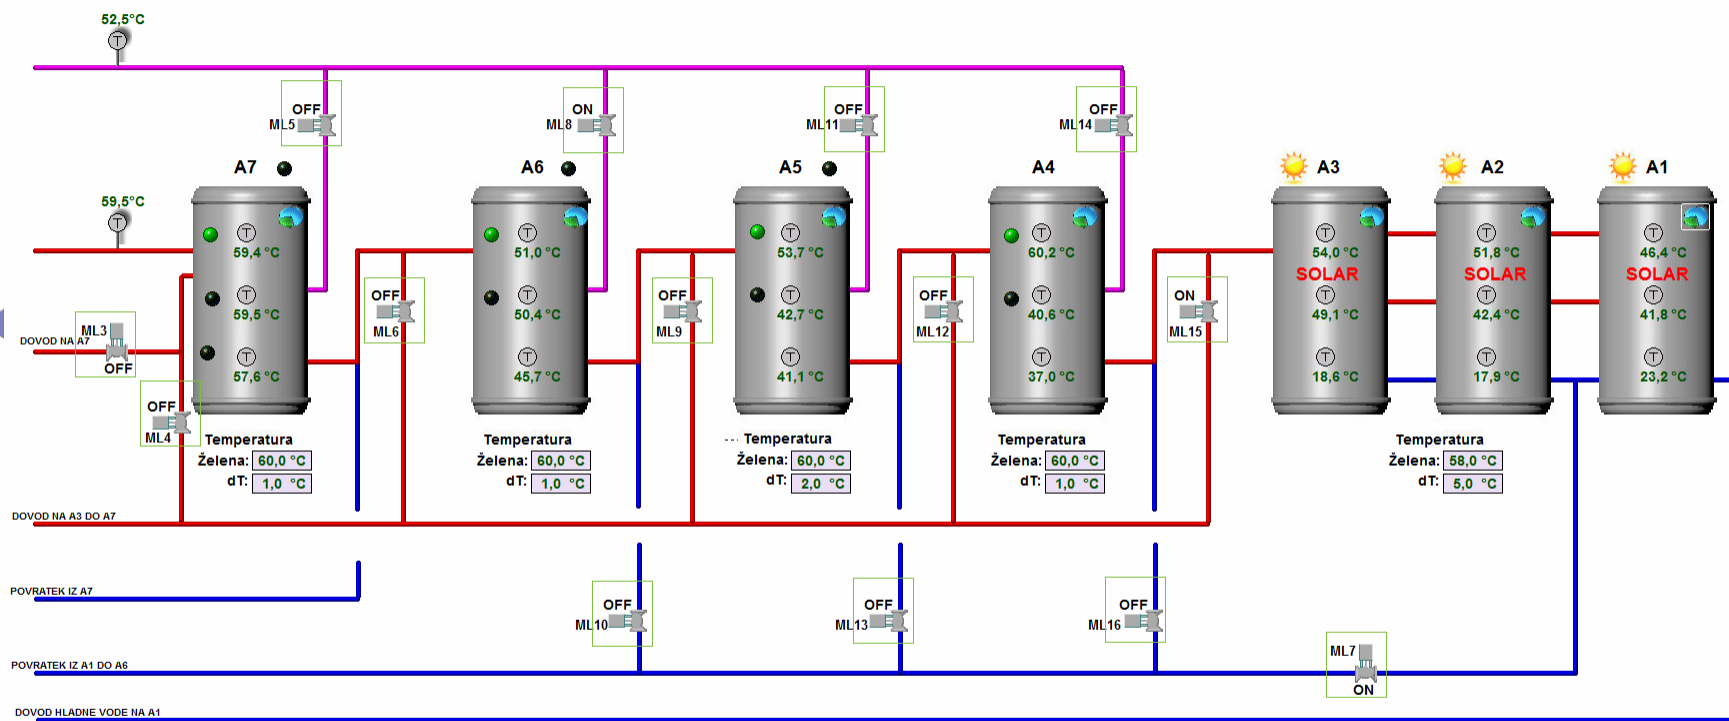 52,5°C
OFF
ML5
ON
ML8
OFF
ML11
OFF
ML14
A7
A6
A5
A4
A3
A2
A1
59,5°C
T
T
T
T
T
T
T
T
T
59,4 °C
51,0 °C
53,7 °C
60,2 °C
54,0 °C
51,8 °C
46,4 °C
SOLAR
SOLAR
SOLAR
T
T
T
T
T
T
T
OFF
ML6
OFF
ML9
OFF
ML12
ON
ML15
59,5 °C
50,4 °C
42,7 °C
40,6 °C
49,1 °C
42,4 °C
41,8 °C
ML3
OFF
DOVOD NA A7
T
T
T
T
T
T
T
57,6 °C
45,7 °C
41,1 °C
37,0 °C
18,6 °C
17,9 °C
23,2 °C
OFF
ML4
Temperatura
Želena: 60,0 °C
dT: 1,0 °C
Temperatura
Želena: 60,0 °C
dT: 1,0 °C
--- Temperatura
Želena: 60,0 °C
dT: 2,0 °C
Temperatura
Želena: 60,0 °C
dT: 1,0 °C
Temperatura
Želena: 58,0 °C
dT: 5,0 °C
DOVOD NA A3 DO A7
POVRATEK IZ A7
OFF
ML10
OFF
ML13
OFF
ML16
POVRATEK IZ A1 DO A6
ML7
ON
DOVOD HLADNE VODE NA A1